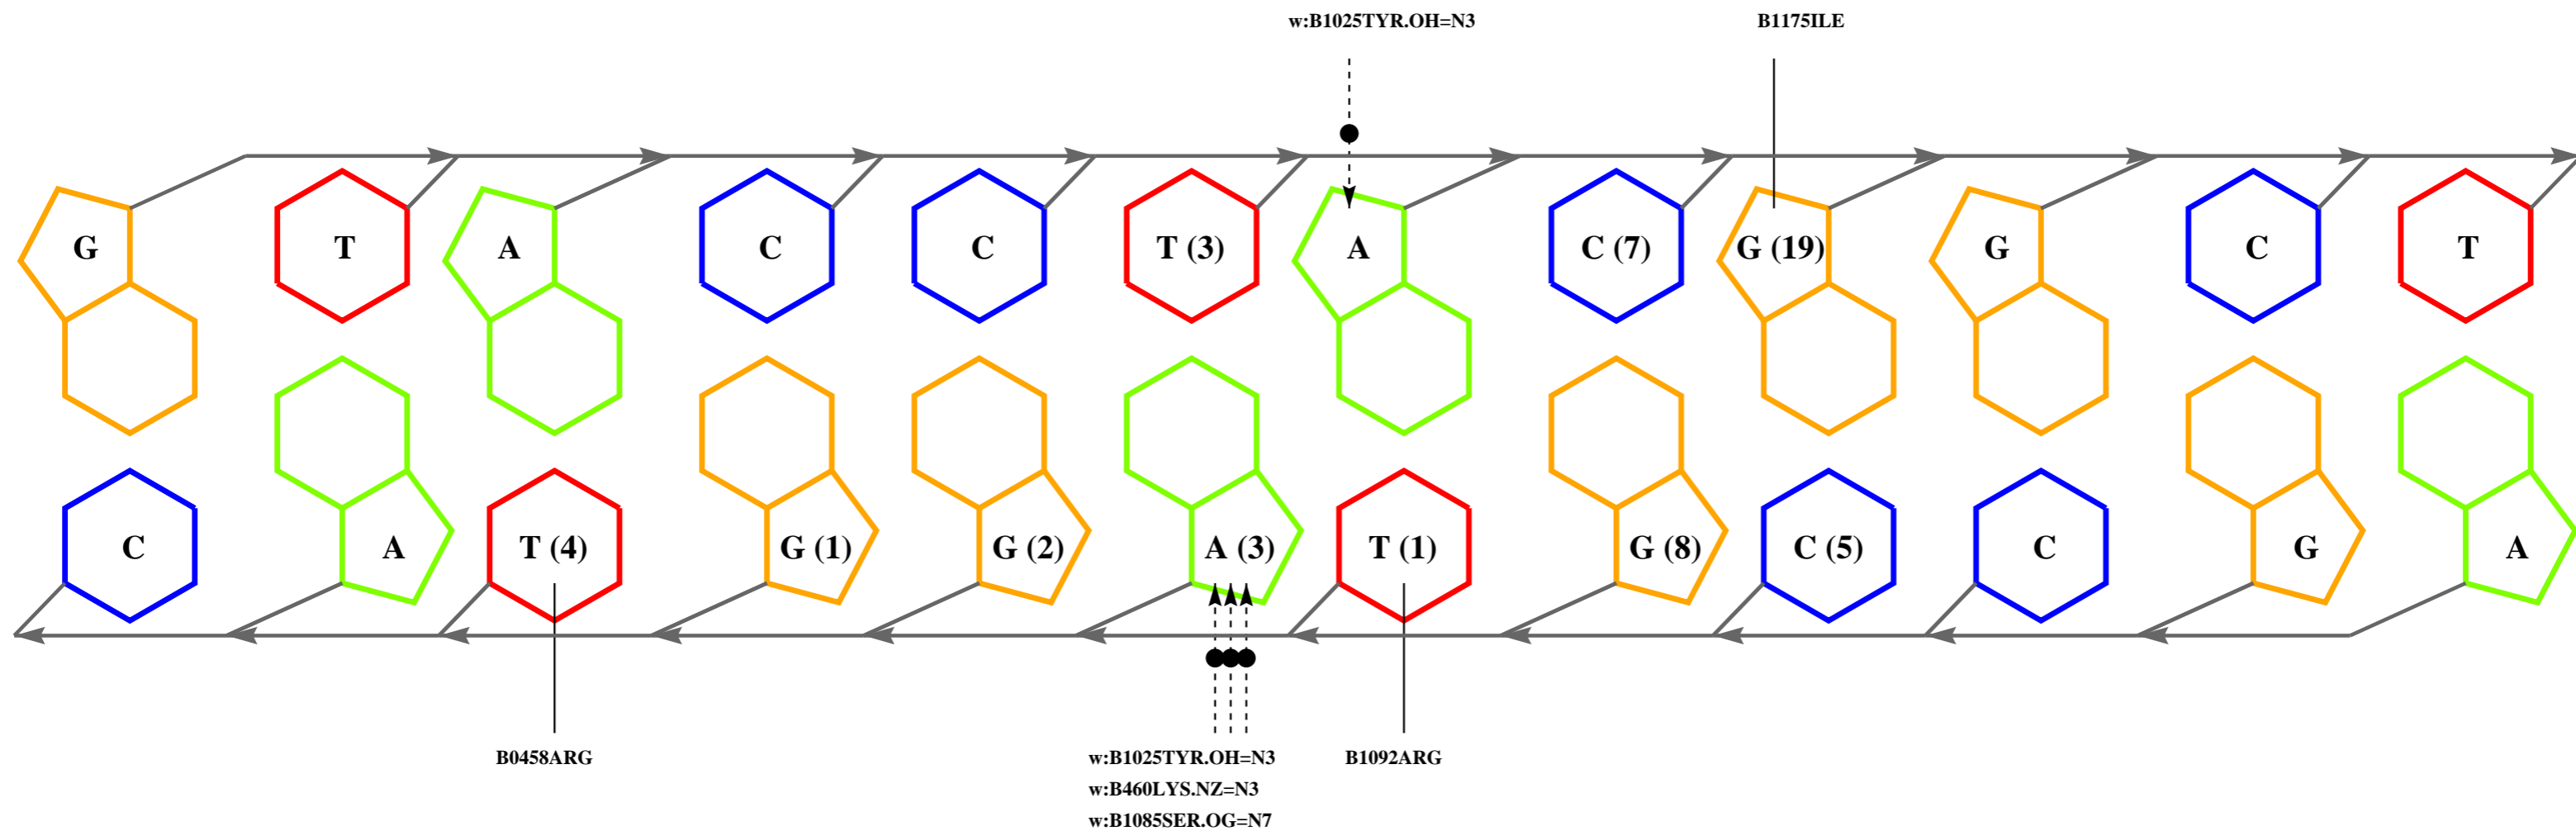 w:B1025TYR.OH=N3 B1175ILE
G T A C C T (3) A C (7) G (19) G C T
C A T (4) G (1) G (2) A (3) T (1) G (8) C (5) C G A
B0458ARG w:B1025TYR.OH=N3 B1092ARG
w:B460LYS.NZ=N3
w:B1085SER.OG=N7